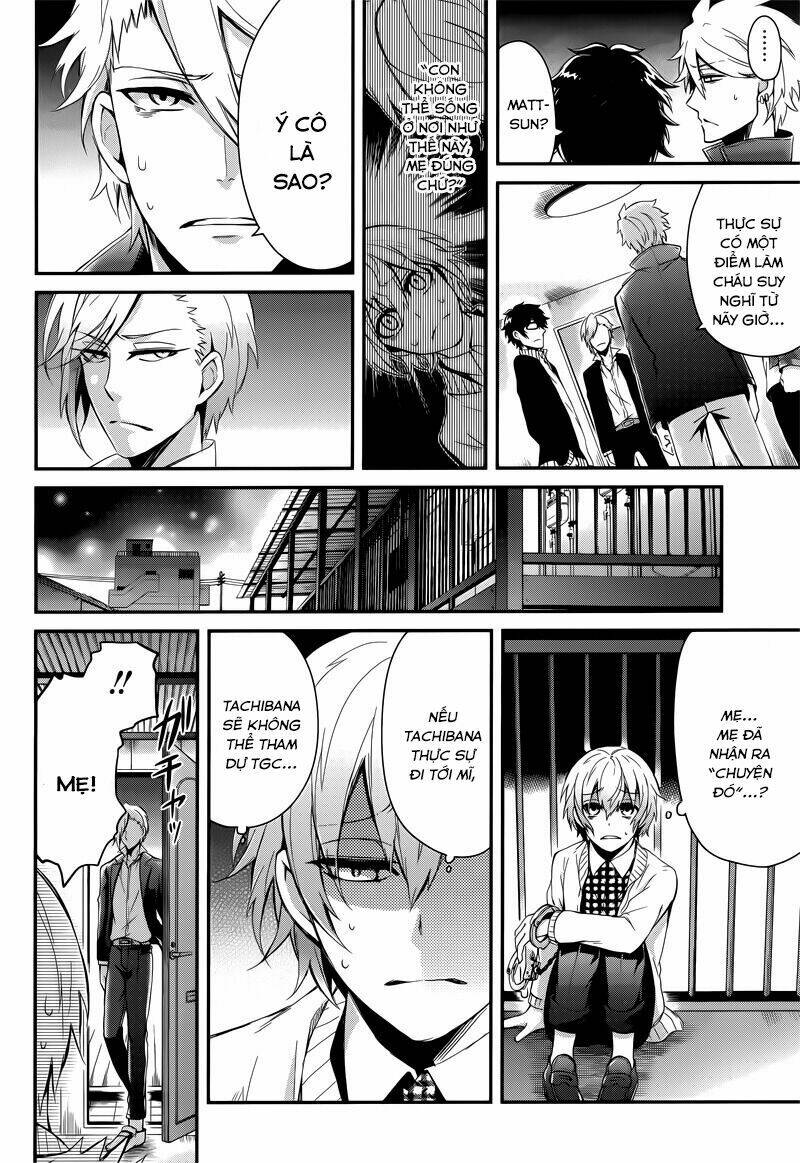 ......
MATT-
SUN?
THỰC SỰ
CÓ MỘT
ĐIỂM LÀM
CHÁU SUY
NGHĨ TỪ
NÃY GIỜ...
"CON
KHÔNG
THỂ SỐNG
Ở NƠI NHƯ
THẾ NÀY,
MẸ ĐÚNG
CHỨ?"
Ý CÔ
LÀ
SAO?
MẸ...
MẸ ĐÃ
NHẬN RA
"CHUYỆN
ĐÓ"...?
NẾU
TACHIBANA
THỰC SỰ
ĐI TỚI MĨ,
TACHIBANA
SẼ KHÔNG
THỂ THAM
DỰ TGC...
ガチャッ
!!
MẸ!